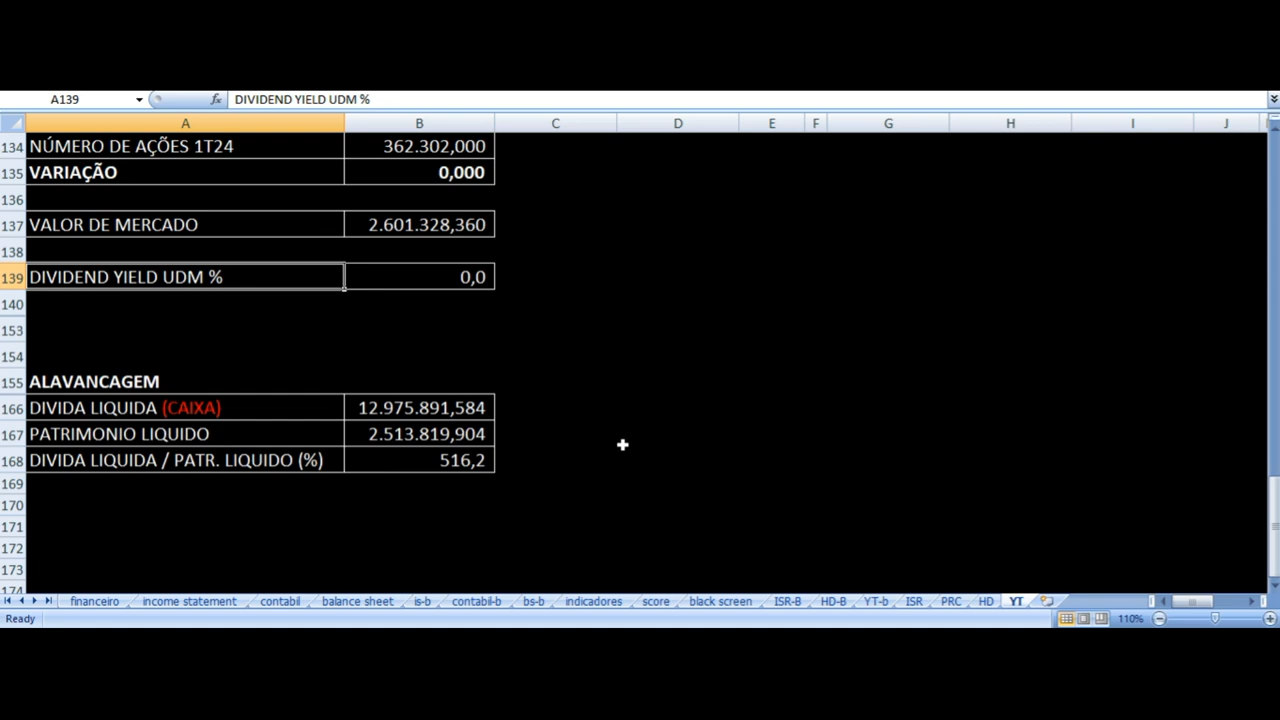 A139 fx DIVIDEND YIELD UDM %
A B C D E F G H I J
134 NÚMERO DE AÇÕES 1T24 362.302,000
135 VARIAÇÃO 0,000
136
137 VALOR DE MERCADO 2.601.328,360
138
139 DIVIDEND YIELD UDM % 0,0
140
153
154
155 ALAVANCAGEM
166 DIVIDA LIQUIDA (CAIXA) 12.975.891,584
167 PATRIMONIO LIQUIDO 2.513.819,904
168 DIVIDA LIQUIDA / PATR. LIQUIDO (%) 516,2
169
170
171
172
173
174
financeiro income statement contabil balance sheet is-b contabil-b bs-b indicadores score black screen ISR-B HD-B YT-b ISR PRC HD YT
Ready 110%